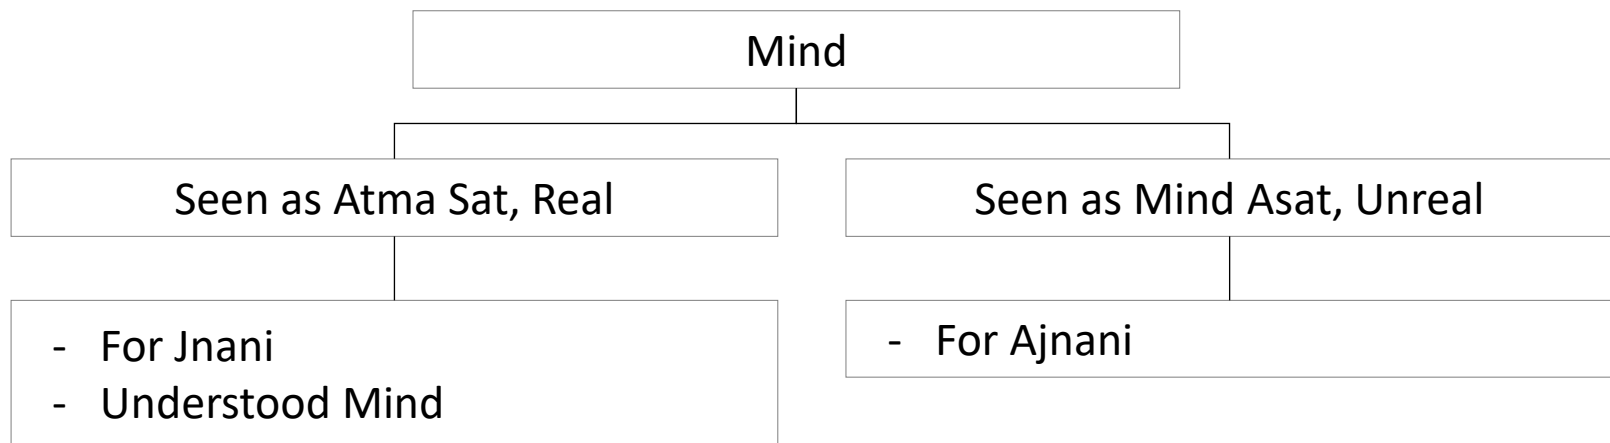 Mind
Seen as Atma Sat, Real
Seen as Mind Asat, Unreal
- For Jnani
- Understood Mind
- For Ajnani